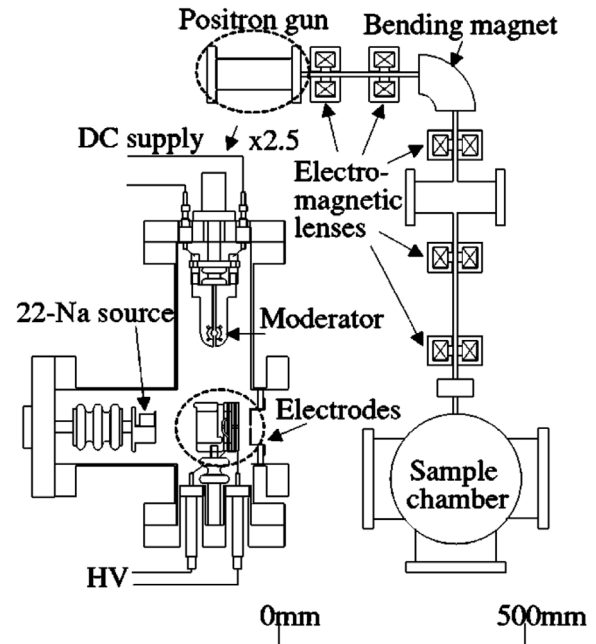 Positron gun
Bending magnet
DC supply
x2.5
Electro-
magnetic
lenses
22-Na source
Moderator
Electrodes
Sample
chamber
HV
0mm
500mm